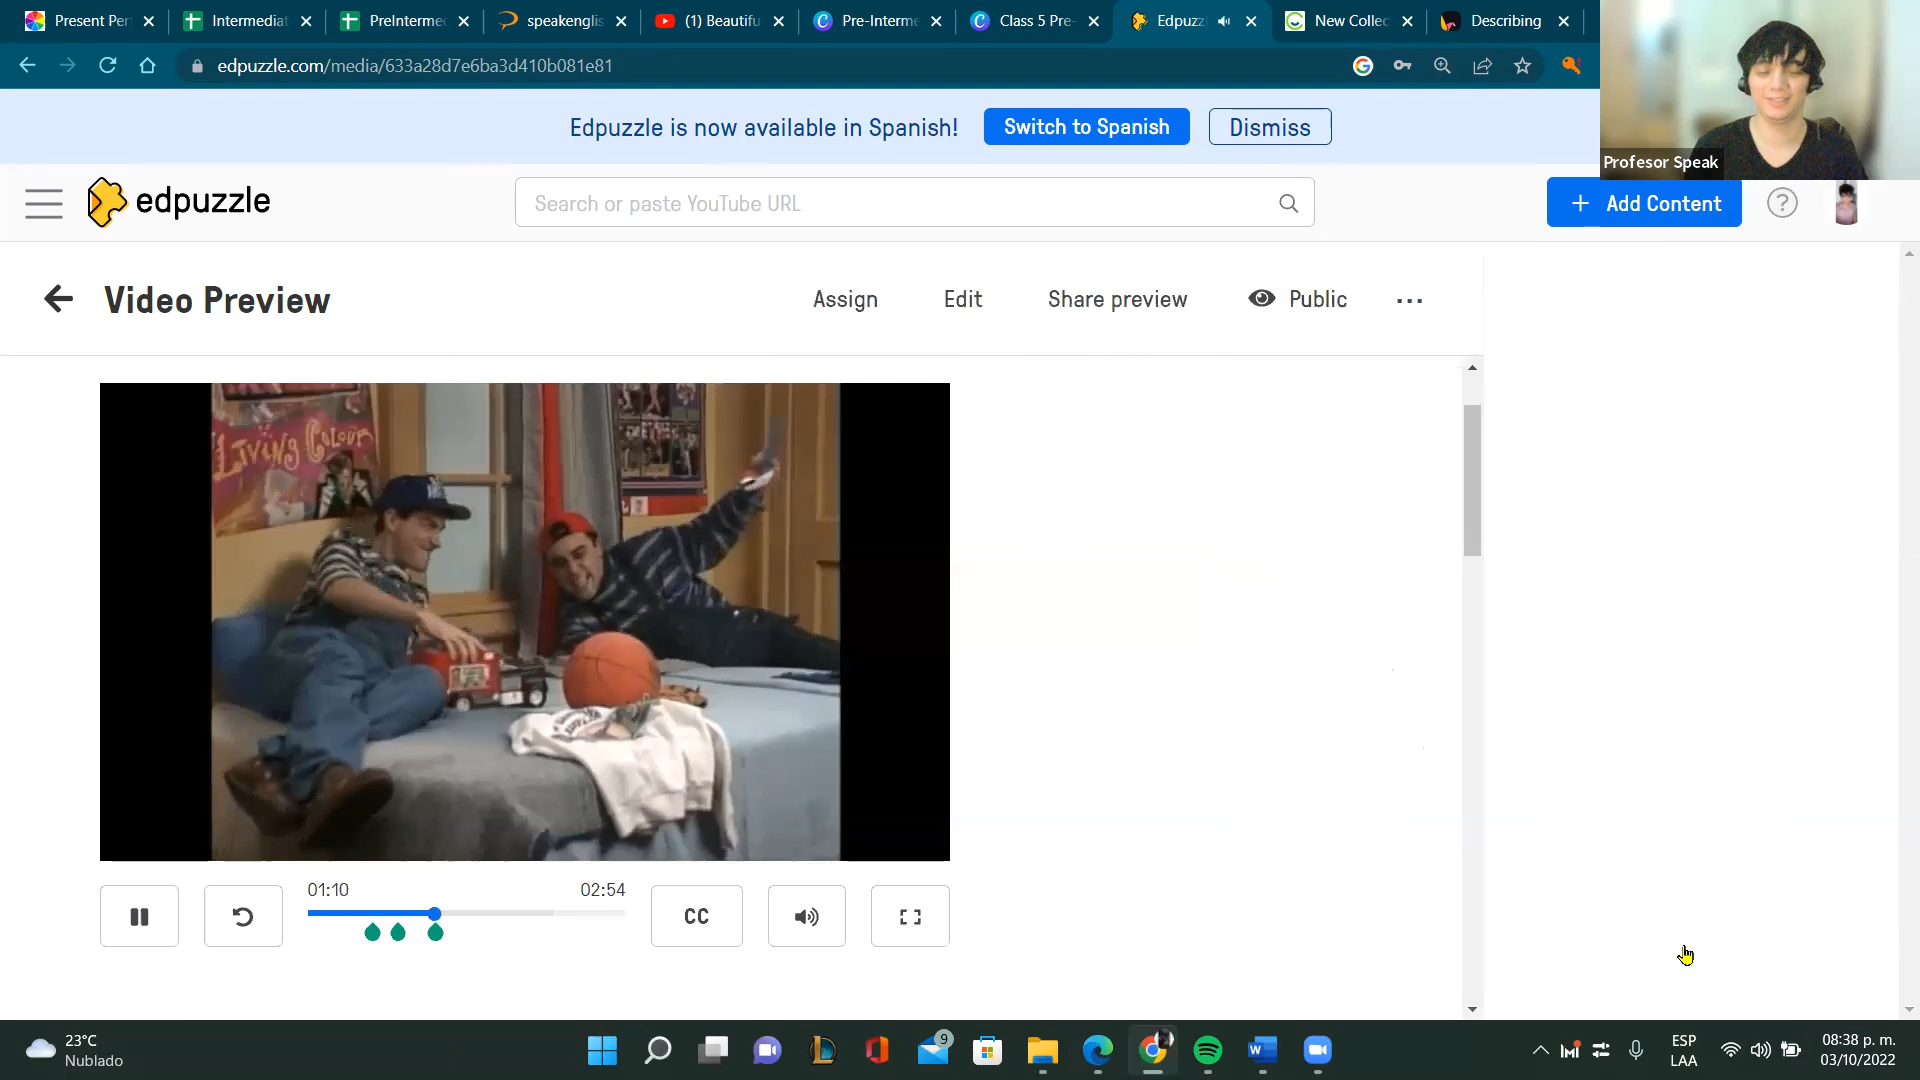 Present Per
Intermediat
PreIntermed
speakenglis
(1) Beautifu
Pre-Interme
Class 5 Pre-
Edpuzz
New Collec
Describing
edpuzzle.com/media/633a28d7e6ba3d410b081e81
Edpuzzle is now available in Spanish!
Switch to Spanish
Dismiss
Profesor Speak
edpuzzle
Search or paste YouTube URL
+ Add Content
?
Video Preview
Assign
Edit
Share preview
Public
...
LIVING COLOUR
01:10
02:54
CC
23°C
Nublado
9
ESP
LAA
08:38 p. m.
03/10/2022